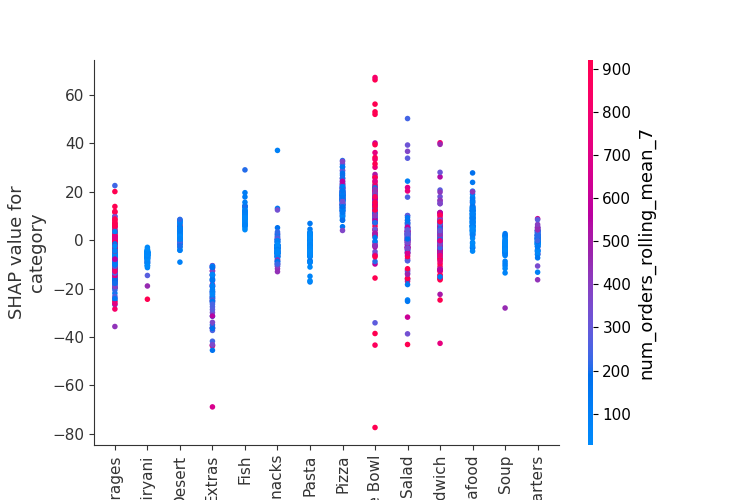 SHAP value for
category
60
40
20
0
−20
−40
−60
−80
rages
iryani
Desert
Extras
Fish
nacks
Pasta
Pizza
e Bowl
Salad
dwich
afood
Soup
arters
900
800
700
600
500
400
300
200
100
num_orders_rolling_mean_7